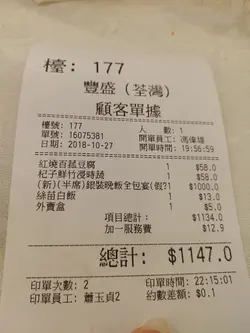 檯: 177
豐盛(荃灣)
顧客單據
檯號: 177 人 數: 1
單號: 16075381 開單員工: 馮偉雄
日期: 2018-10-27 開單時間: 19:56:59
紅燒百菇豆腐 1 $58.0
杞子鮮竹浸時蔬 1 $58.0
(新)(半席)銀裝晚飯全包宴(假?) $1000.0
絲苗白飯 1 $13.0
外賣盒 1 $5.0
項目總計: $1134.0
加一服務費 $12.9
總計: $1147.0
印單次數: 2 印單時間: 22:15:01
印單員工: 蕭玉貞2 約數差額: $0.1